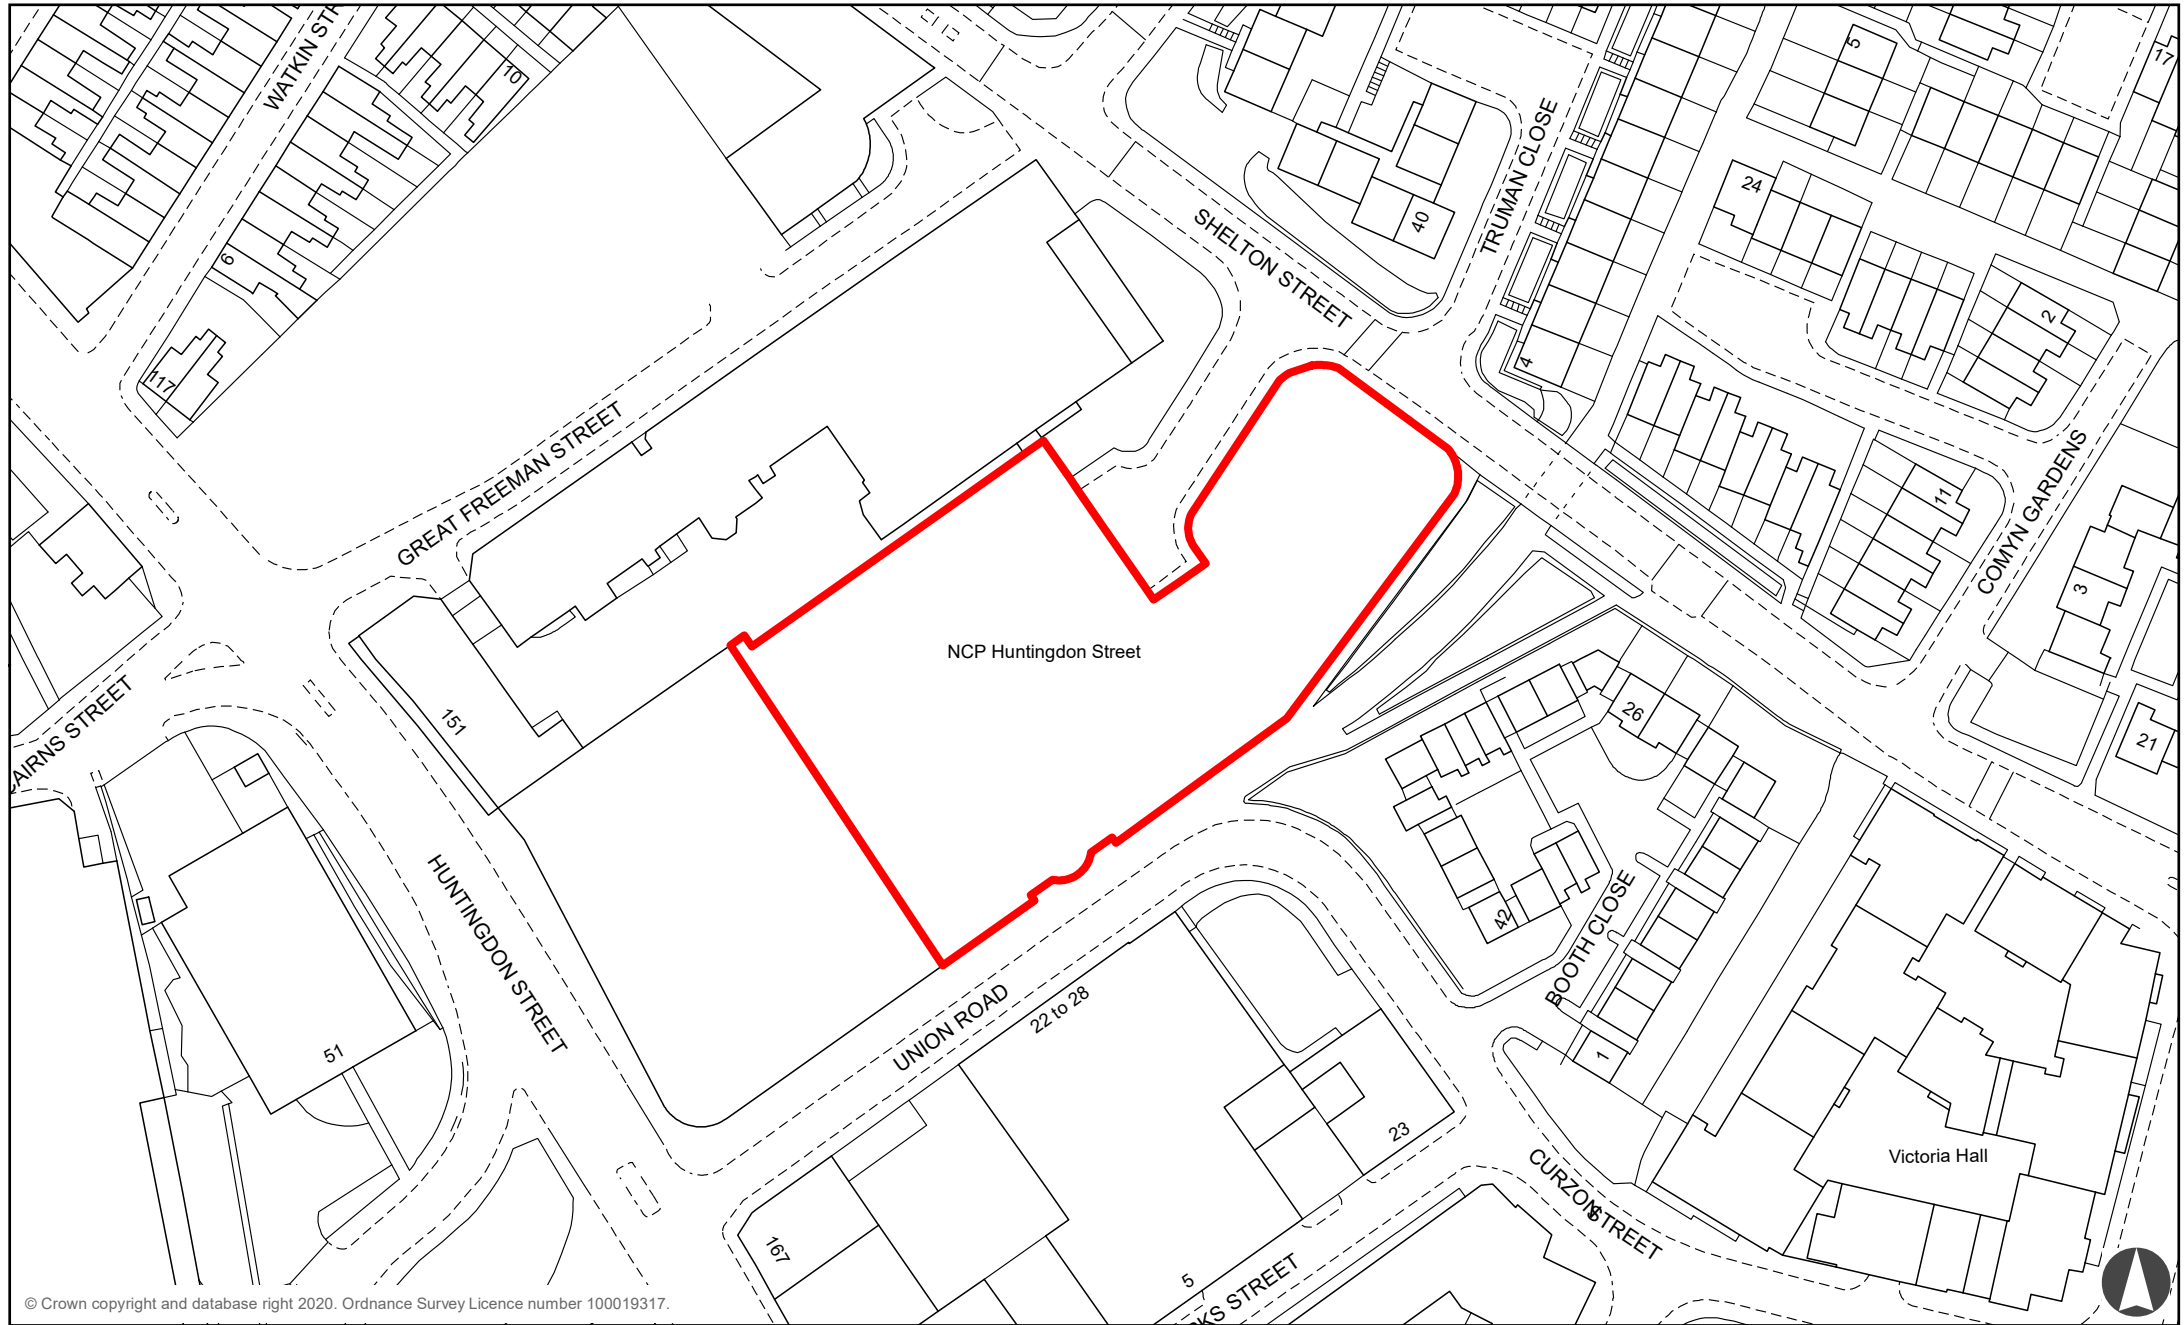 WATKIN STR
10
5
17
TRUMAN CLOSE
24
40
SHELTON STREET
6
2
117
4
GREAT FREEMAN STREET
11
COMYN GARDENS
3
NCP Huntingdon Street
CAIRNS STREET
151
26
21
HUNTINGDON STREET
42
BOOTH CLOSE
UNION ROAD
22 to 28
51
1
23
Victoria Hall
CURZON STREET
167
5
KS STREET
© Crown copyright and database right 2020. Ordnance Survey Licence number 100019317.